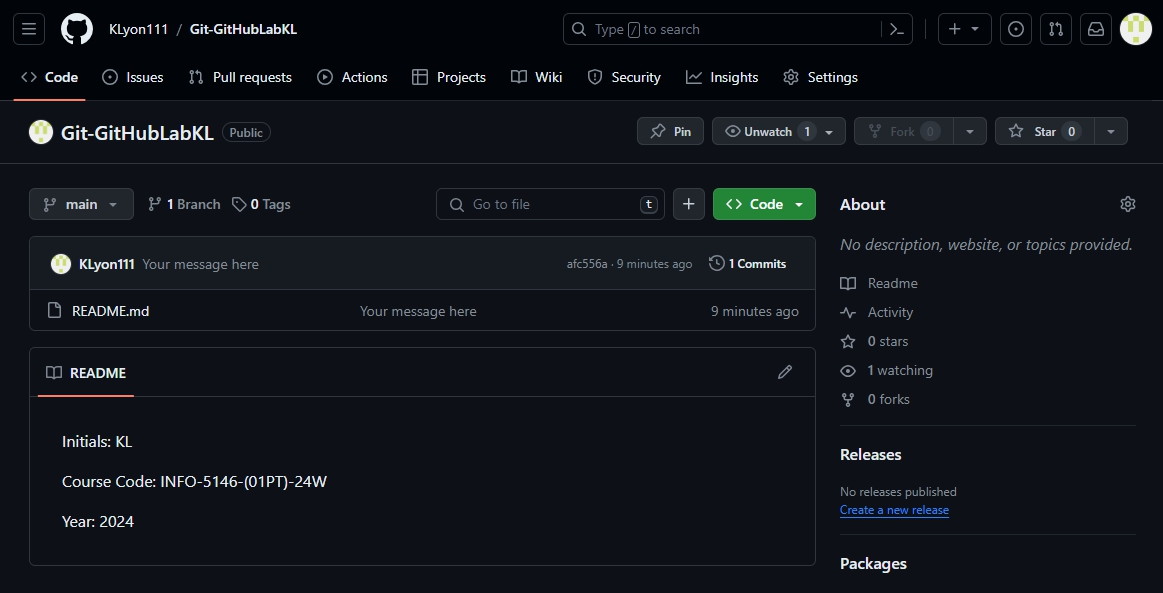 KLyon111 / Git-GitHubLabKL
Type / to search
Code Issues Pull requests Actions Projects Wiki Security Insights Settings
Git-GitHubLabKL Public
Pin Unwatch 1 Fork 0 Star 0
main 1 Branch 0 Tags
Go to file t
Code
KLyon111 Your message here afc556a · 9 minutes ago 1 Commits
README.md Your message here 9 minutes ago
README
Initials: KL
Course Code: INFO-5146-(01PT)-24W
Year: 2024
About
No description, website, or topics provided.
Readme
Activity
0 stars
1 watching
0 forks
Releases
No releases published
Create a new release
Packages